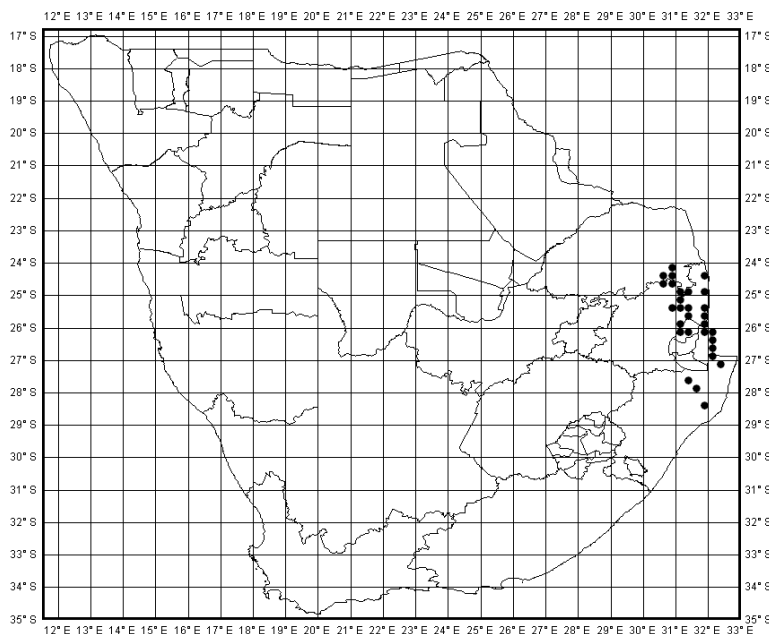 12° E 13° E 14° E 15° E 16° E 17° E 18° E 19° E 20° E 21° E 22° E 23° E 24° E 25° E 26° E 27° E 28° E 29° E 30° E 31° E 32° E 33° E
17° S 17° S
18° S 18° S
19° S 19° S
20° S 20° S
21° S 21° S
22° S 22° S
23° S 23° S
24° S 24° S
25° S 25° S
26° S 26° S
27° S 27° S
28° S 28° S
29° S 29° S
30° S 30° S
31° S 31° S
32° S 32° S
33° S 33° S
34° S 34° S
35° S 35° S
12° E 13° E 14° E 15° E 16° E 17° E 18° E 19° E 20° E 21° E 22° E 23° E 24° E 25° E 26° E 27° E 28° E 29° E 30° E 31° E 32° E 33° E